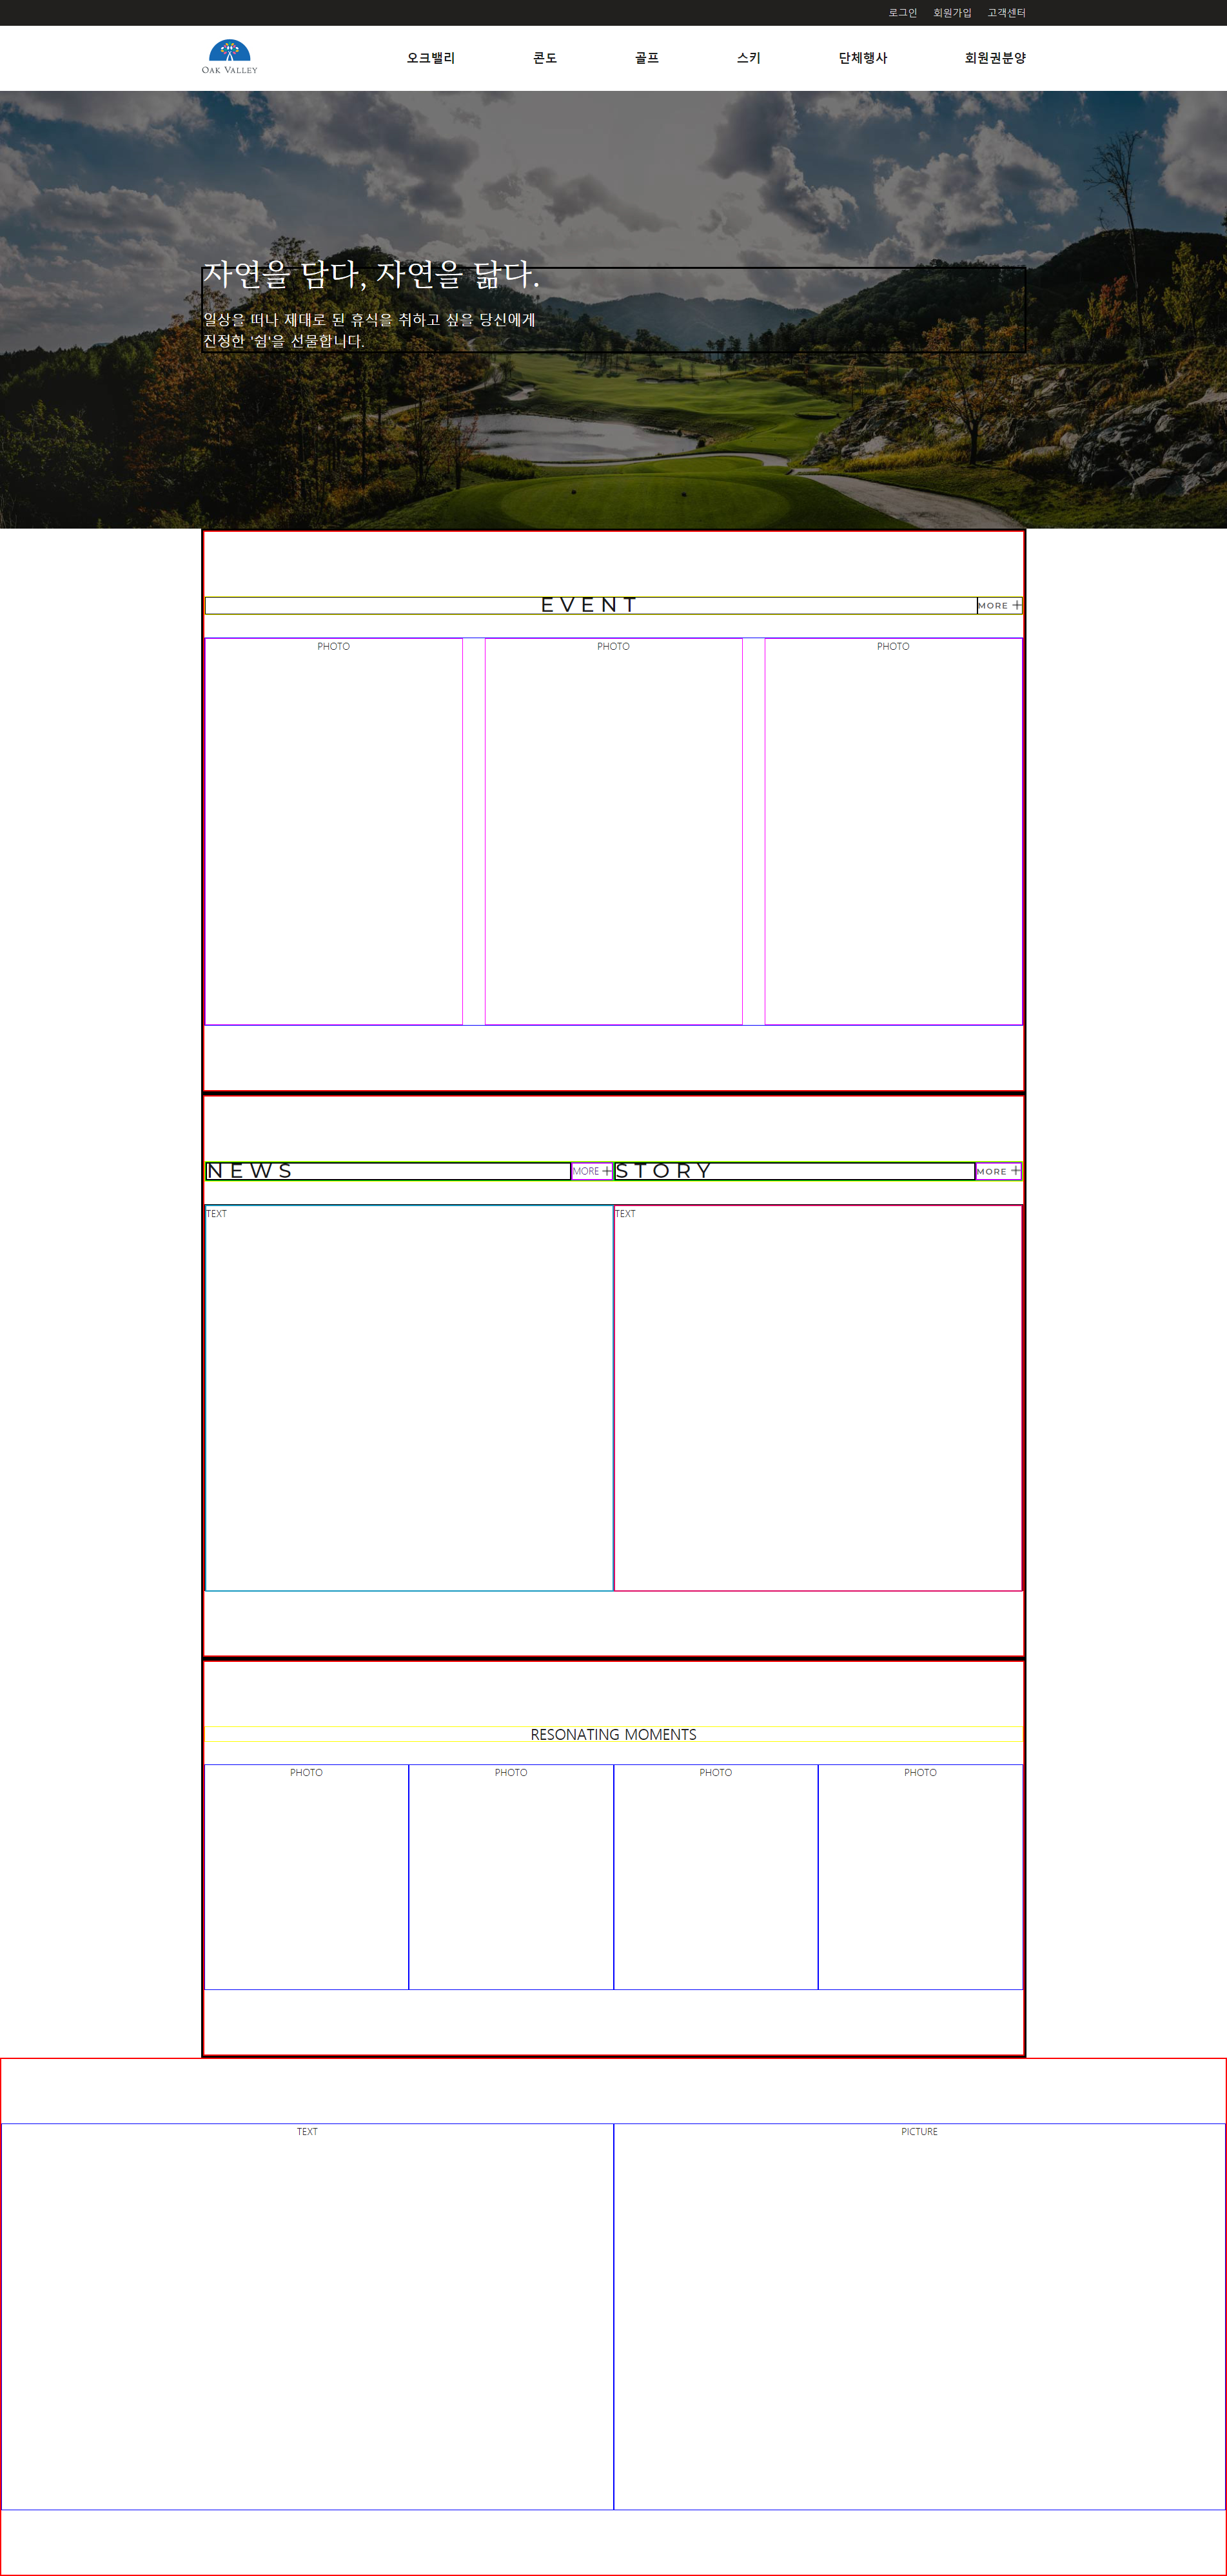 로그인 회원가입 고객센터
OAK VALLEY
오크밸리 콘도 골프 스키 단체행사 회원권분양
자연을 담다, 자연을 닮다.
일상을 떠나 제대로 된 휴식을 취하고 싶을 당신에게
진정한 '쉼'을 선물합니다.
EVENT MORE +
PHOTO PHOTO PHOTO
NEWS MORE + STORY MORE +
TEXT TEXT
RESONATING MOMENTS
PHOTO PHOTO PHOTO PHOTO
TEXT PICTURE